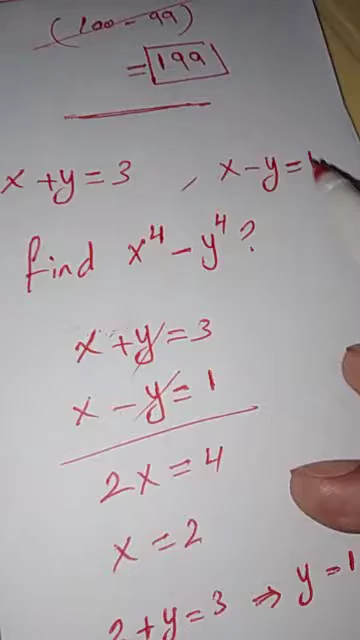 (100 - 99)
= 199
x + y = 3 , x - y =
find x⁴ - y⁴ ?
x + y = 3
x - y = 1
2x = 4
x = 2
2 + y = 3 ⇒ y = 1